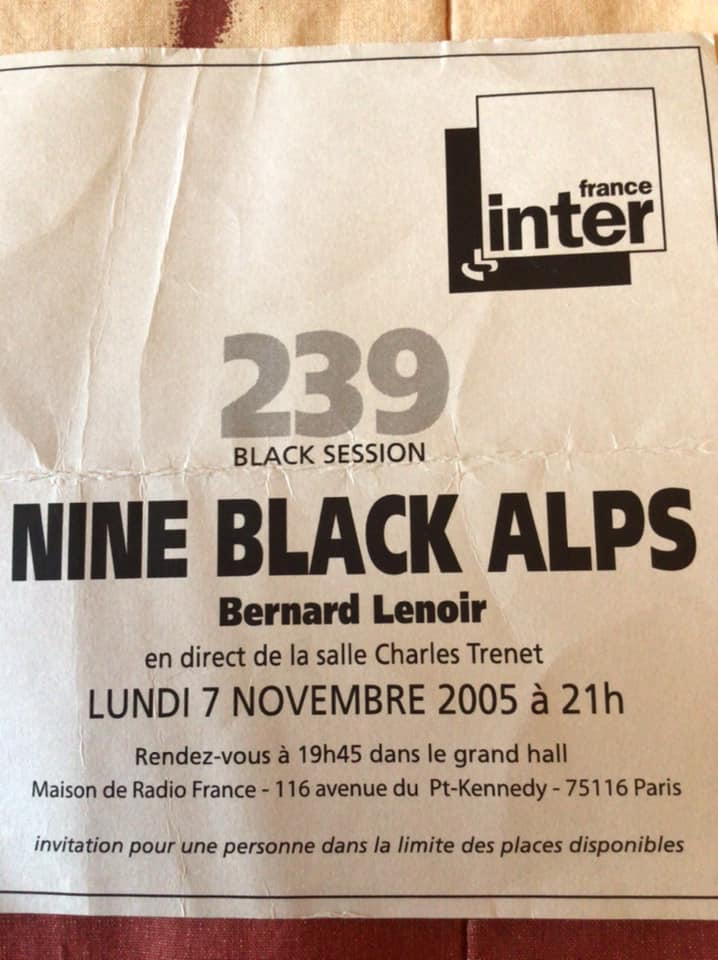 france
inter
239
BLACK SESSION
NINE BLACK ALPS
Bernard Lenoir
en direct de la salle Charles Trenet
LUNDI 7 NOVEMBRE 2005 à 21h
Rendez-vous à 19h45 dans le grand hall
Maison de Radio France - 116 avenue du Pt-Kennedy - 75116 Paris
invitation pour une personne dans la limite des places disponibles